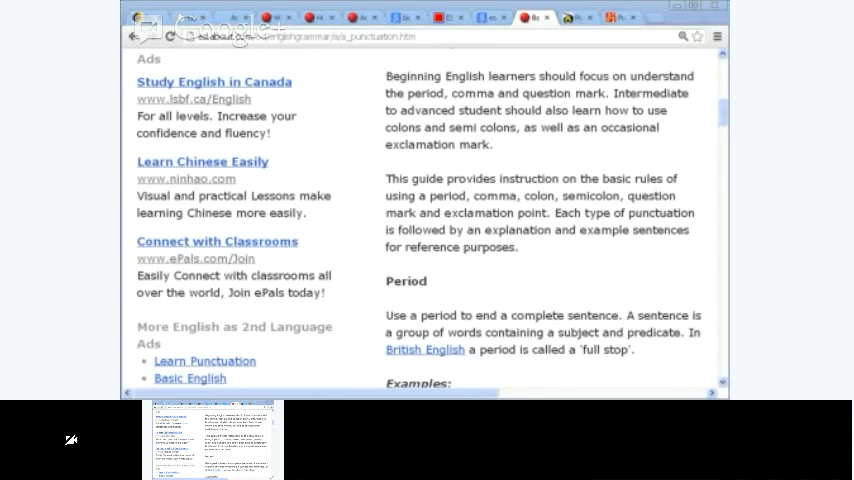 Google+
esl.about.com/od/englishgrammar/a/a_punctuation.htm
Ads
Study English in Canada
www.lsbf.ca/English
For all levels. Increase your
confidence and fluency!
Learn Chinese Easily
www.ninhao.com
Visual and practical Lessons make
learning Chinese more easily.
Connect with Classrooms
www.ePals.com/Join
Easily Connect with classrooms all
over the world, Join ePals today!
More English as 2nd Language
Ads
Learn Punctuation
Basic English
Beginning English learners should focus on understand
the period, comma and question mark. Intermediate
to advanced student should also learn how to use
colons and semi colons, as well as an occasional
exclamation mark.
This guide provides instruction on the basic rules of
using a period, comma, colon, semicolon, question
mark and exclamation point. Each type of punctuation
is followed by an explanation and example sentences
for reference purposes.
Period
Use a period to end a complete sentence. A sentence is
a group of words containing a subject and predicate. In
British English a period is called a 'full stop'.
Examples: